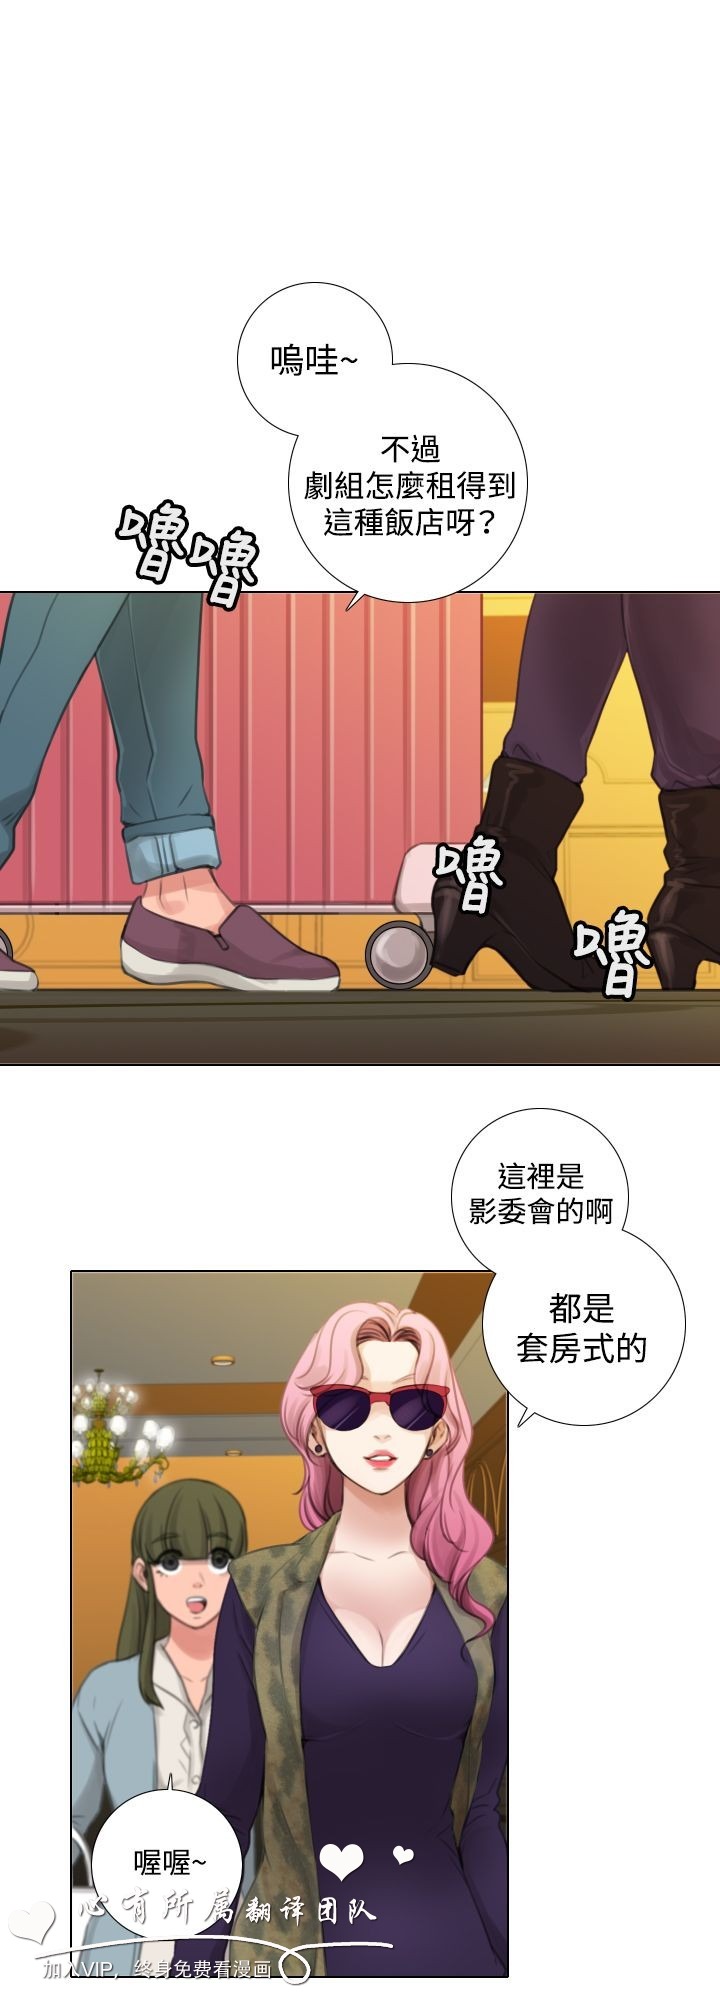 嗚哇~
不過
劇組怎麼租得到
這種飯店呀？
嚕嚕
嚕
嚕
這裡是
影委會的啊
都是
套房式的
喔喔~
心有所属翻译团队
加入VIP，终身免费看漫画